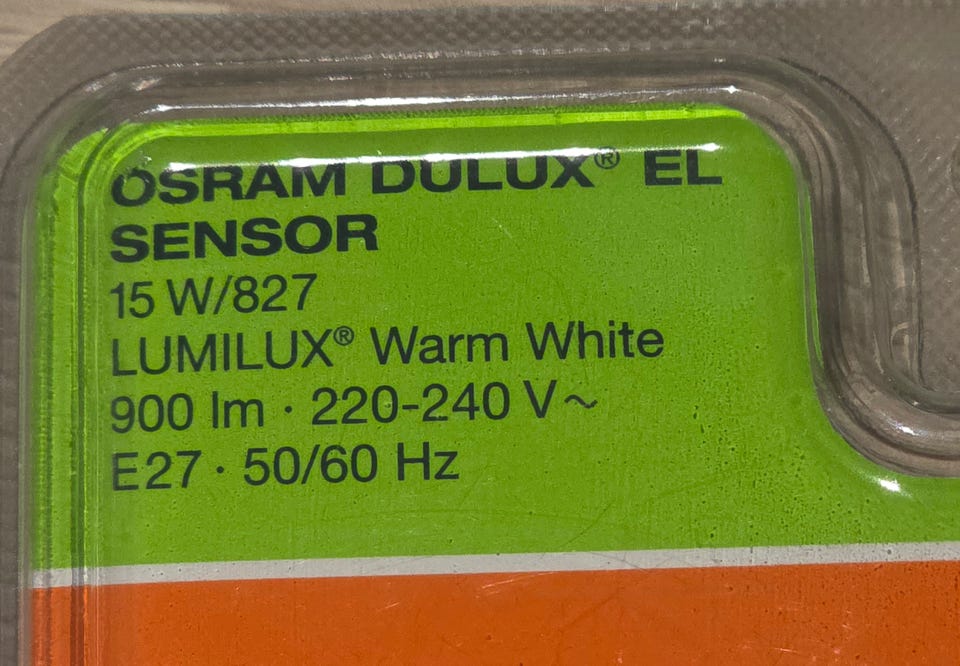 OSRAM DULUX® EL
SENSOR
15 W/827
LUMILUX® Warm White
900 lm · 220-240 V~
E27 · 50/60 Hz